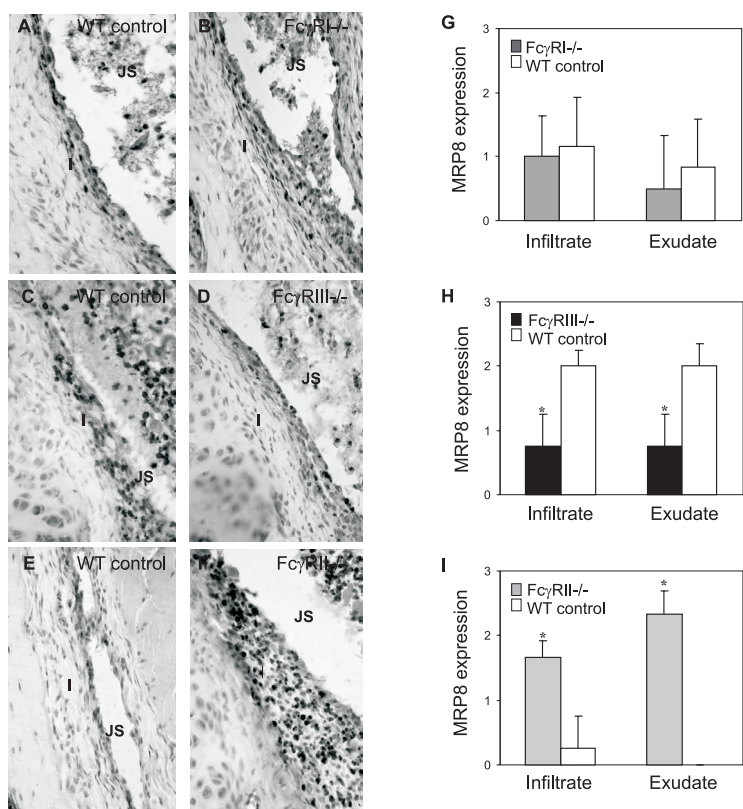 A WT control
JS
I
B FcγRI-/-
JS
I
C WT control
I
JS
D FcγRIII-/-
JS
I
E WT control
I
JS
F FcγRII-/-
JS
I
G
FcγRI-/-
WT control
MRP8 expression
3
2
1
0
Infiltrate Exudate
H
FcγRIII-/-
WT control
MRP8 expression
3
2
1
0
* *
Infiltrate Exudate
I
FcγRII-/-
WT control
MRP8 expression
3
2
1
0
* *
Infiltrate Exudate